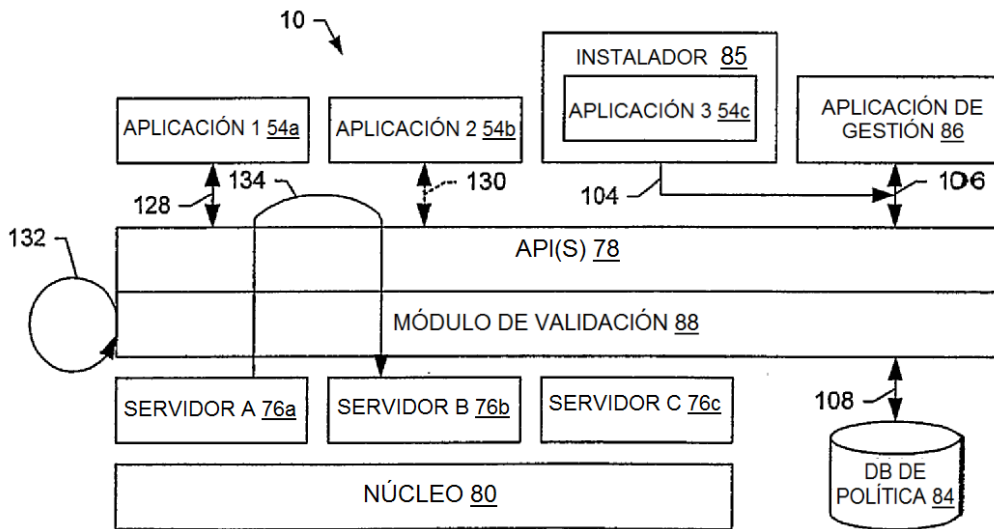 10
INSTALADOR 85
APLICACIÓN 1 54a
APLICACIÓN 2 54b
APLICACIÓN 3 54c
APLICACIÓN DE
GESTIÓN 86
134
128
130
104
106
132
API(S) 78
MÓDULO DE VALIDACIÓN 88
SERVIDOR A 76a
SERVIDOR B 76b
SERVIDOR C 76c
108
NÚCLEO 80
DB DE
POLÍTICA 84